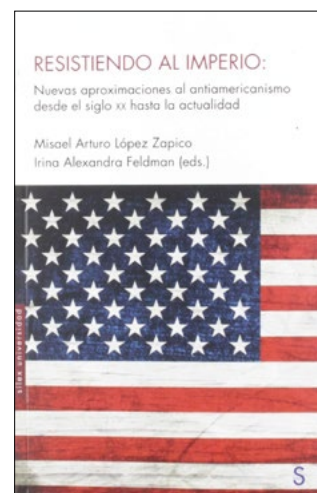 RESISTIENDO AL IMPERIO:
Nuevas aproximaciones al antiamericanismo
desde el siglo XX hasta la actualidad
Misael Arturo López Zapico
Irina Alexandra Feldman (eds.)
sílex universidad
S